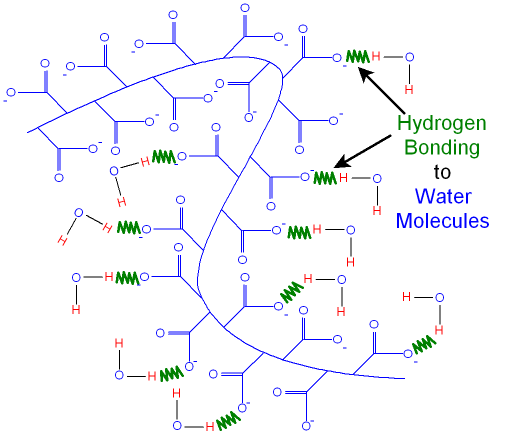 O O
O
O
O - O -
O - H O
O O -
O -
O - H
O -
O
O - O O -
Hydrogen
O O
O - O Bonding
H O -
O to
O O - H O
O H Water
O H
Molecules
H O - O - H O
H
O
O H
O H O - H O
O H O
O -
H O H
O
O H
H
O -
O -
O H O
H O
O -
O H O -